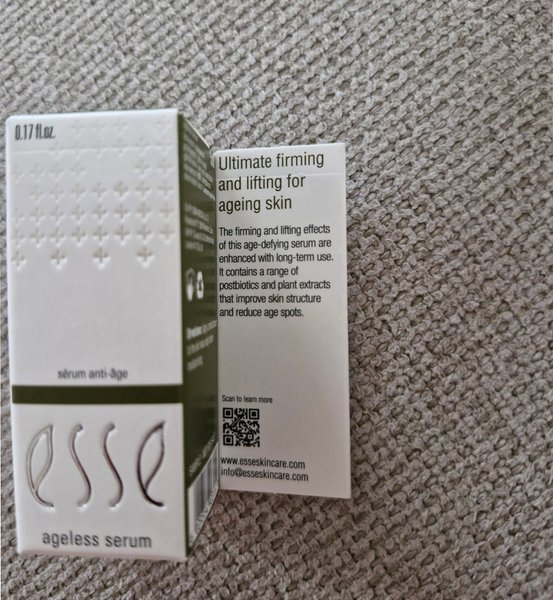 0.17 fl.oz.
sérum anti-âge
esse
ageless serum
Ultimate firming
and lifting for
ageing skin
The firming and lifting effects
of this age-defying serum are
enhanced with long-term use.
It contains a range of
postbiotics and plant extracts
that improve skin structure
and reduce age spots.
Scan to learn more
www.esseskincare.com
info@esseskincare.com